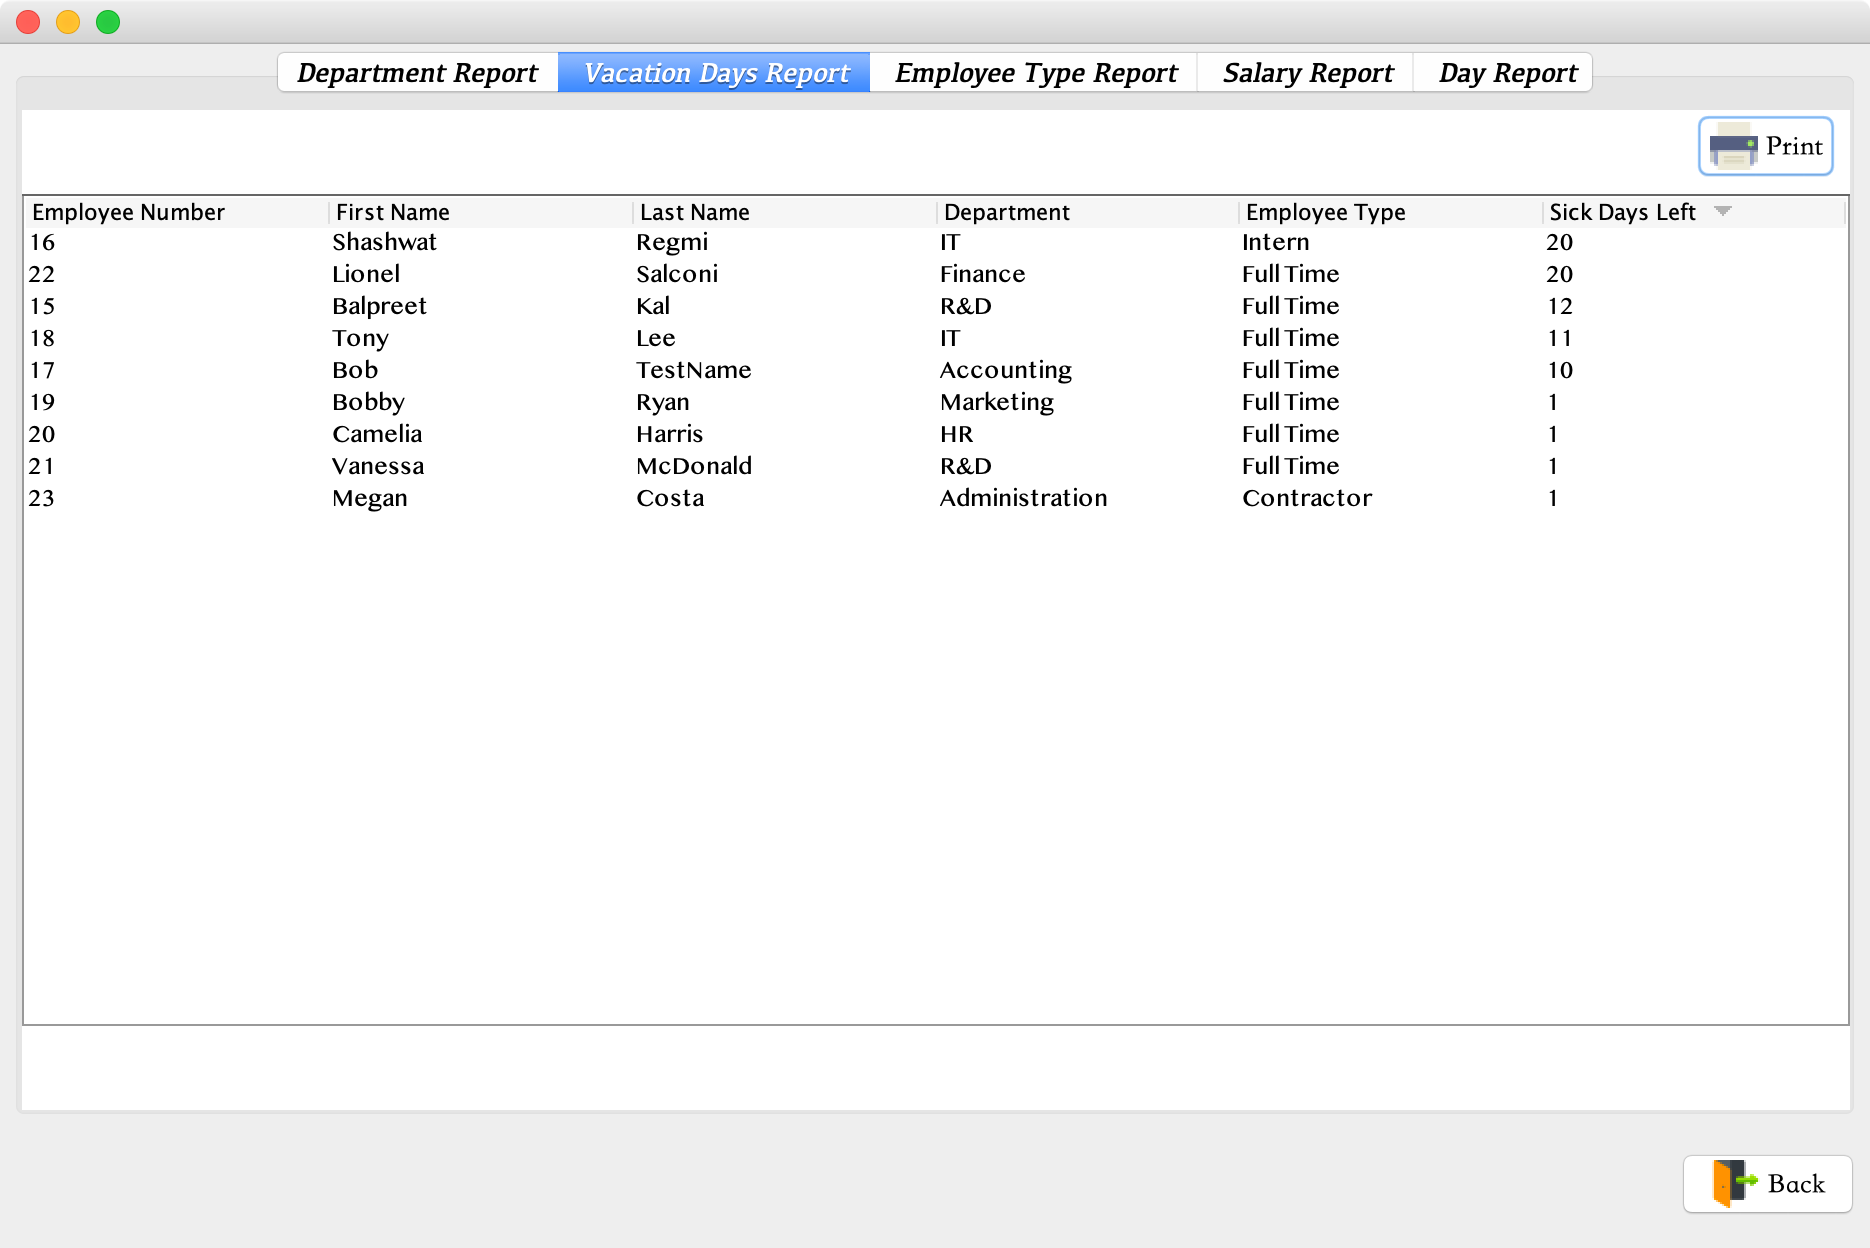 Department Report Vacation Days Report Employee Type Report Salary Report Day Report
Print
Employee Number First Name Last Name Department Employee Type Sick Days Left
16 Shashwat Regmi IT Intern 20
22 Lionel Salconi Finance Full Time 20
15 Balpreet Kal R&D Full Time 12
18 Tony Lee IT Full Time 11
17 Bob TestName Accounting Full Time 10
19 Bobby Ryan Marketing Full Time 1
20 Camelia Harris HR Full Time 1
21 Vanessa McDonald R&D Full Time 1
23 Megan Costa Administration Contractor 1
Back